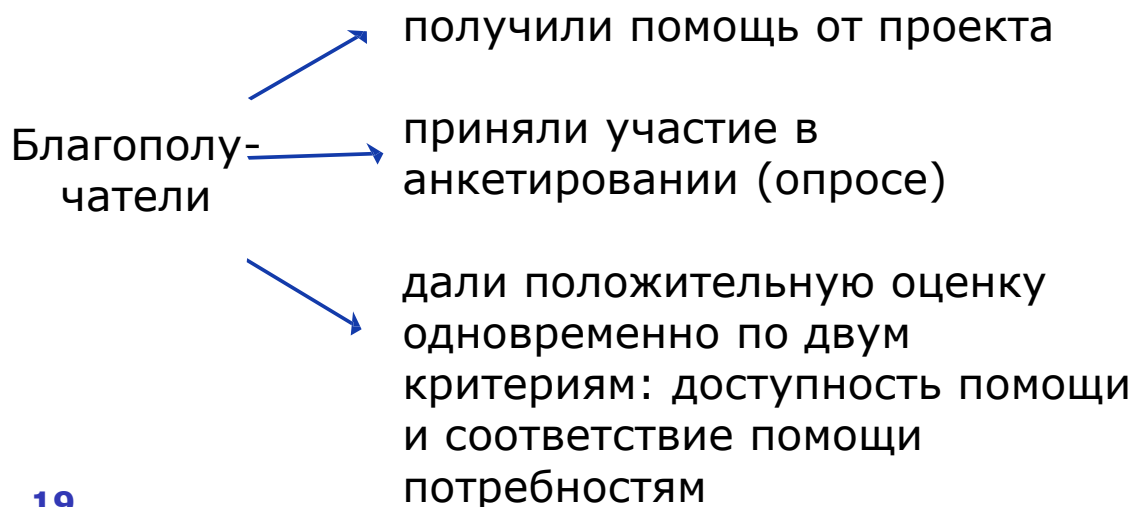 получили помощь от проекта
Благополу-
чатели
приняли участие в
анкетировании (опросе)
дали положительную оценку
одновременно по двум
критериям: доступность помощи
и соответствие помощи
потребностям
19